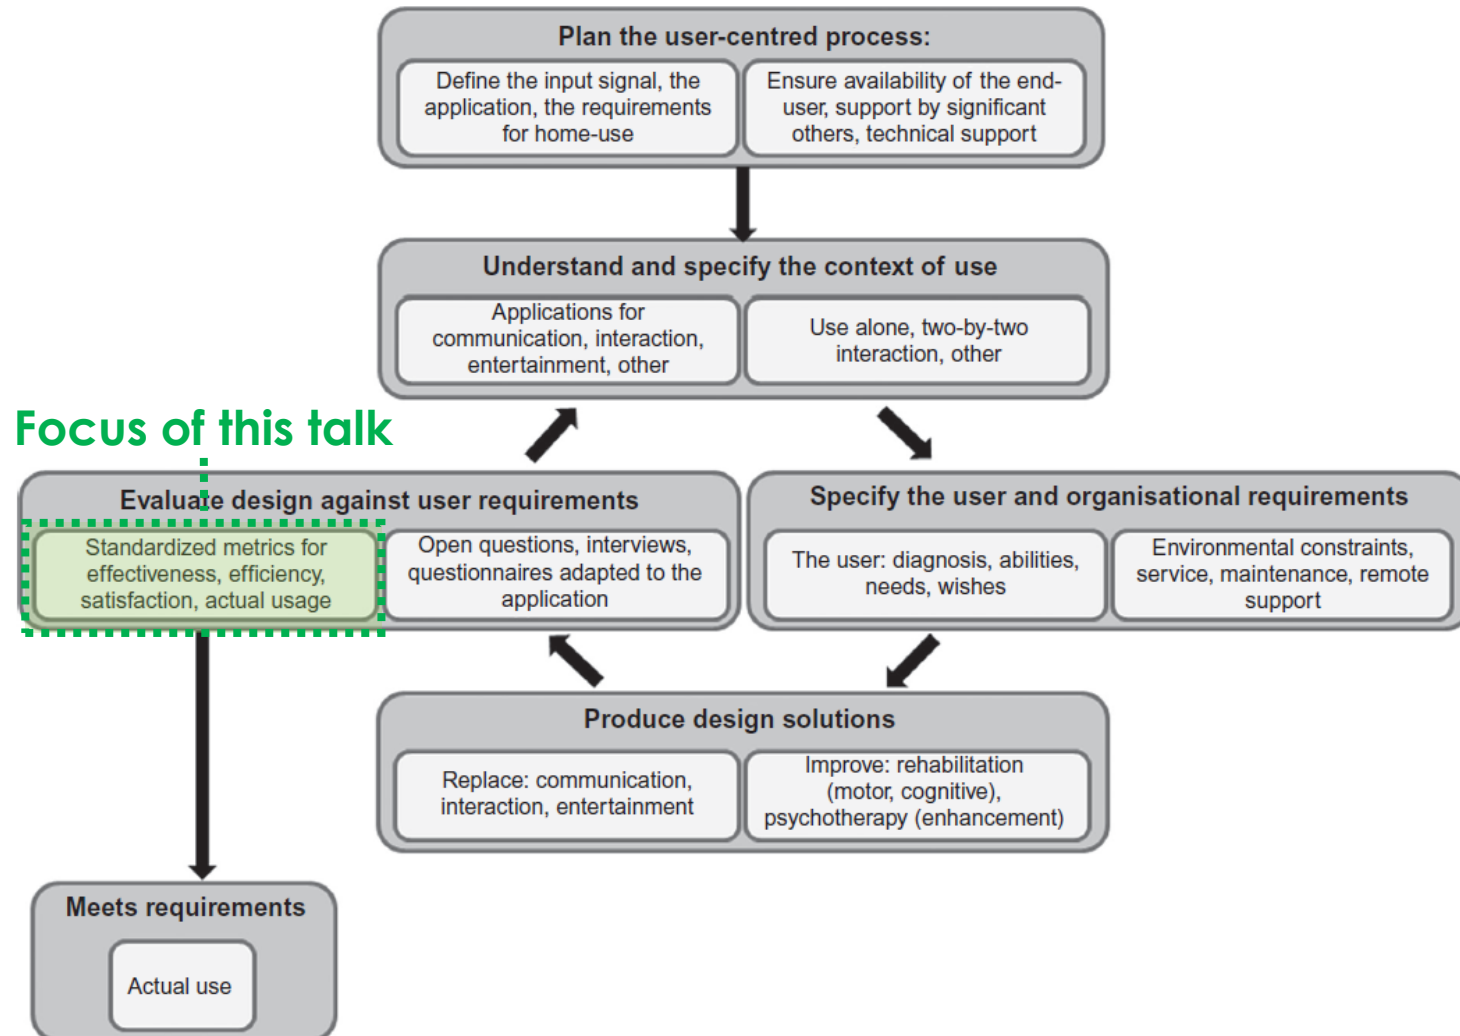 Plan the user-centred process:
Define the input signal, the
application, the requirements
for home-use
Ensure availability of the end-
user, support by significant
others, technical support
Understand and specify the context of use
Applications for
communication, interaction,
entertainment, other
Use alone, two-by-two
interaction, other
Focus of this talk
Evaluate design against user requirements
Standardized metrics for
effectiveness, efficiency,
satisfaction, actual usage
Open questions, interviews,
questionnaires adapted to the
application
Specify the user and organisational requirements
The user: diagnosis, abilities,
needs, wishes
Environmental constraints,
service, maintenance, remote
support
Produce design solutions
Replace: communication,
interaction, entertainment
Improve: rehabilitation
(motor, cognitive),
psychotherapy (enhancement)
Meets requirements
Actual use